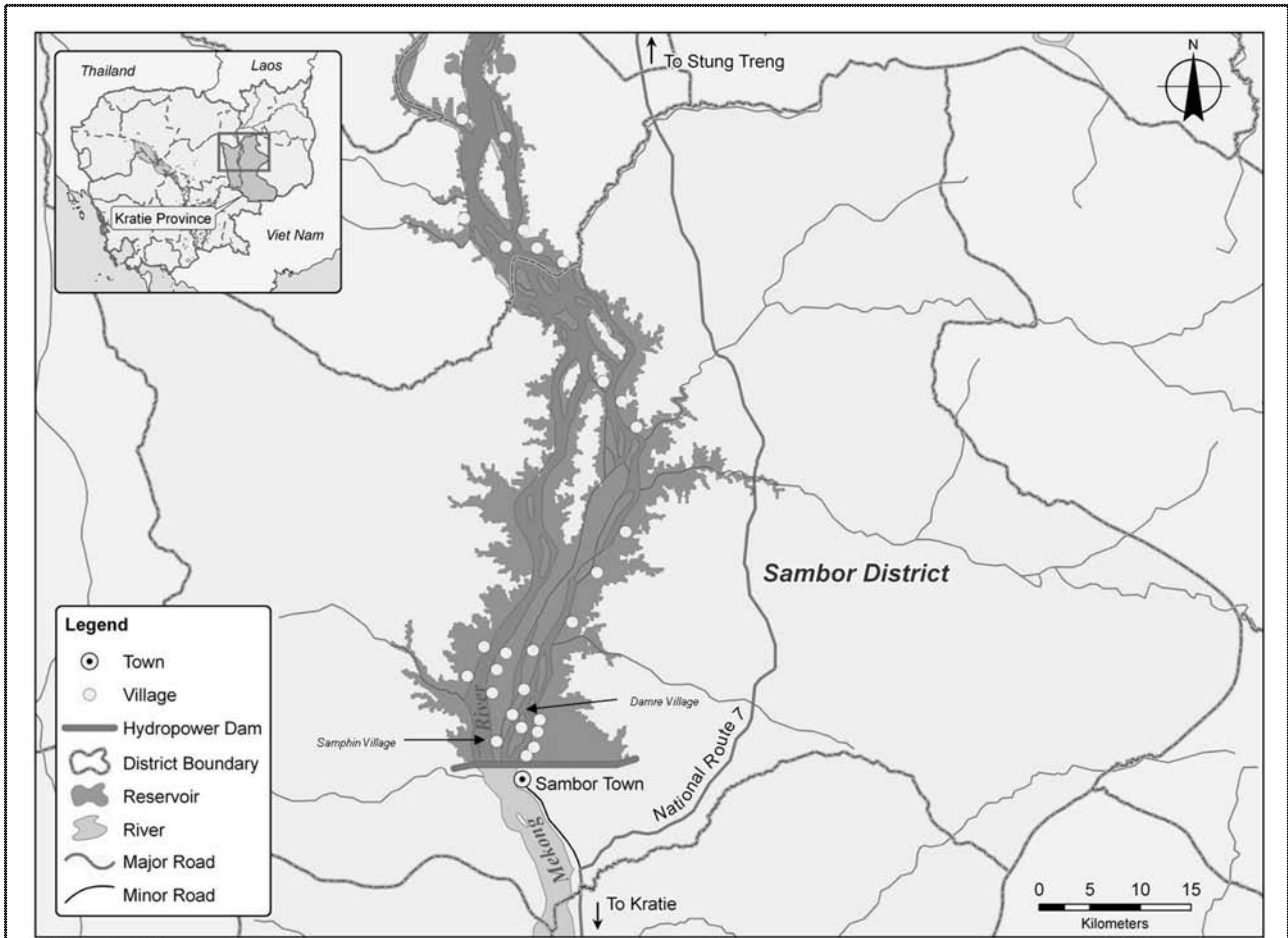 Thailand
Laos
Kratie Province
Viet Nam
To Stung Treng
N
Sambor District
Legend
Town
Village
Hydropower Dam
District Boundary
Reservoir
River
Major Road
Minor Road
River
Damre Village
Samphin Village
National Route 7
Sambor Town
Mekong
To Kratie
0 5 10 15
Kilometers